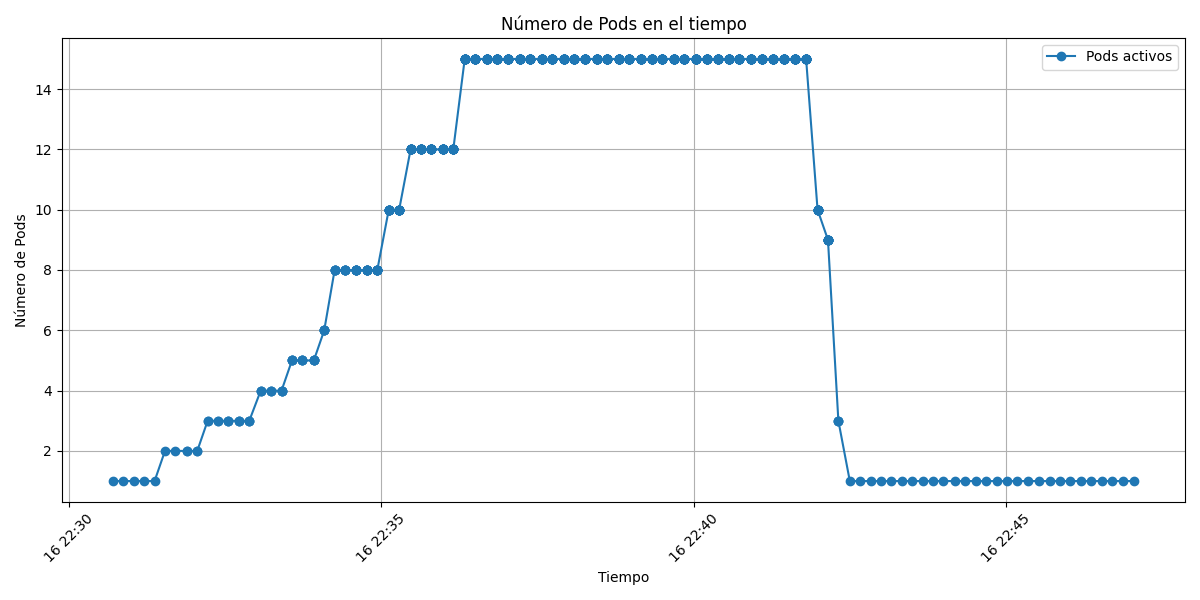 Número de Pods en el tiempo
Pods activos
Número de Pods
14
12
10
8
6
4
2
16 22:30
16 22:35
16 22:40
16 22:45
Tiempo